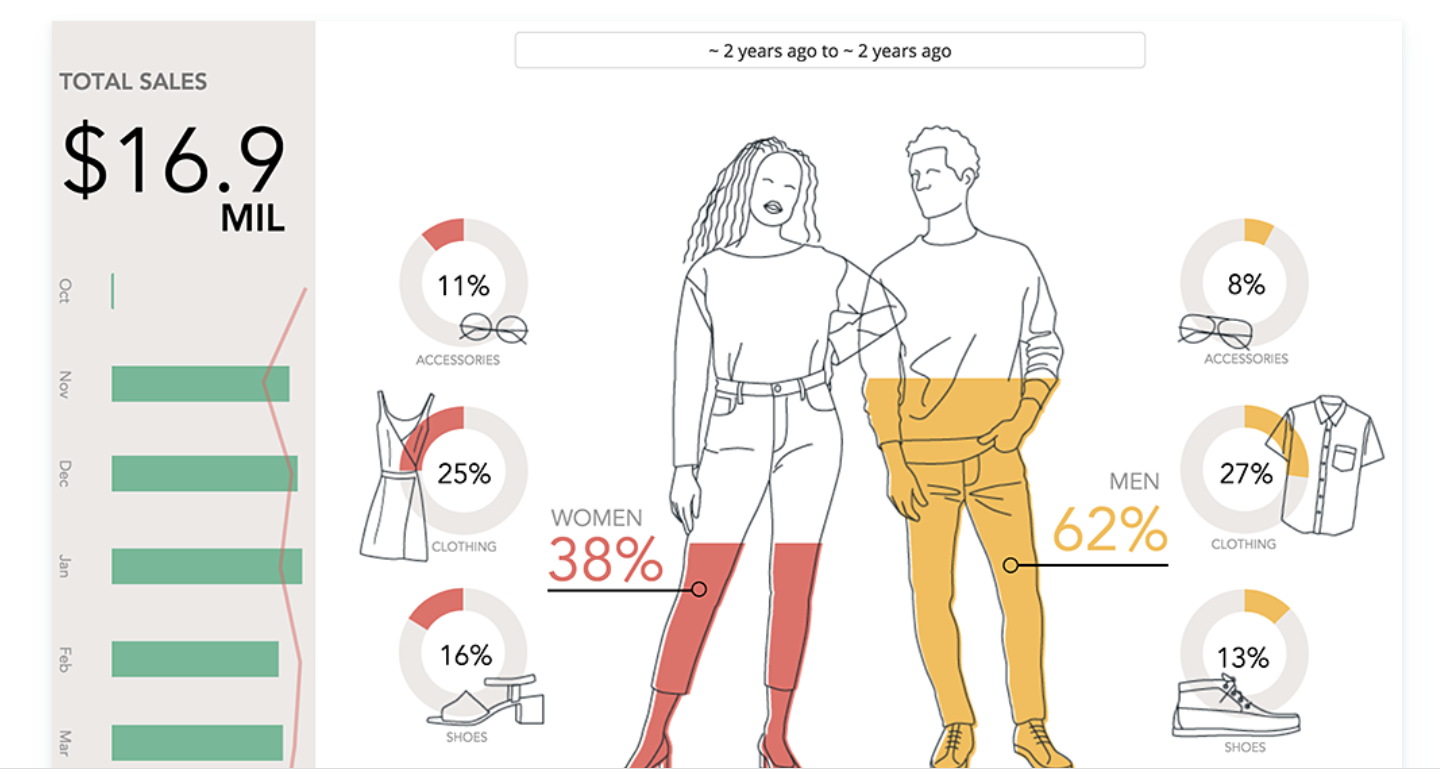 TOTAL SALES
$16.9
MIL
Oct
Nov
Dec
Jan
Feb
Mar
~ 2 years ago to ~ 2 years ago
11%
ACCESSORIES
25%
CLOTHING
16%
SHOES
WOMEN
38%
MEN
62%
8%
ACCESSORIES
27%
CLOTHING
13%
SHOES